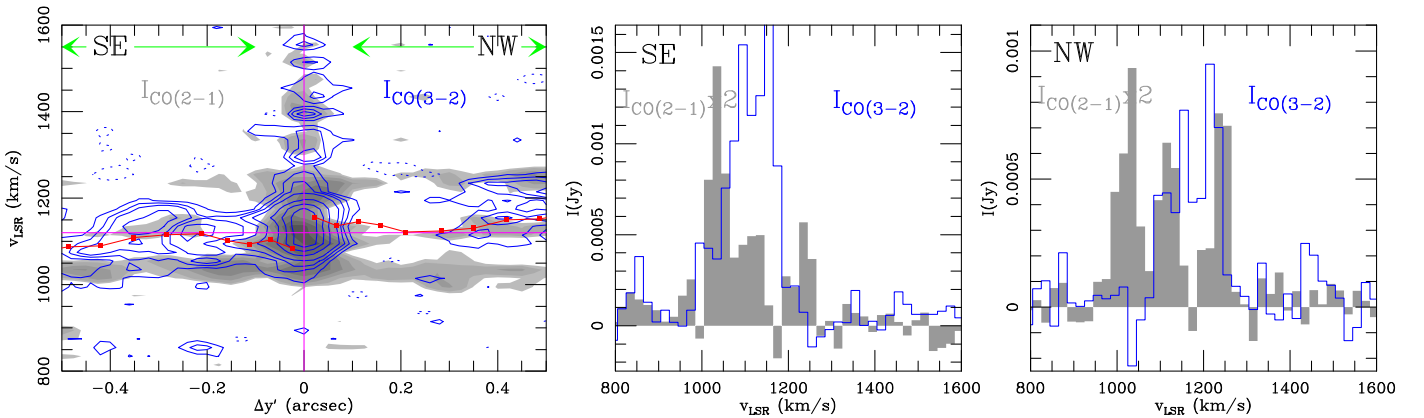 SE NW
I_CO(2−1) I_CO(3−2)
v_LSR (km/s)
1600
1400
1200
1000
800
−0.4 −0.2 0 0.2 0.4
Δy' (arcsec)
SE
I_CO(2−1)x2 I_CO(3−2)
I(Jy)
0.015
0.001
0.0005
0
800 1000 1200 1400 1600
v_LSR (km/s)
NW
I_CO(2−1)x2 I_CO(3−2)
I(Jy)
0.001
0.0005
0
800 1000 1200 1400 1600
v_LSR (km/s)